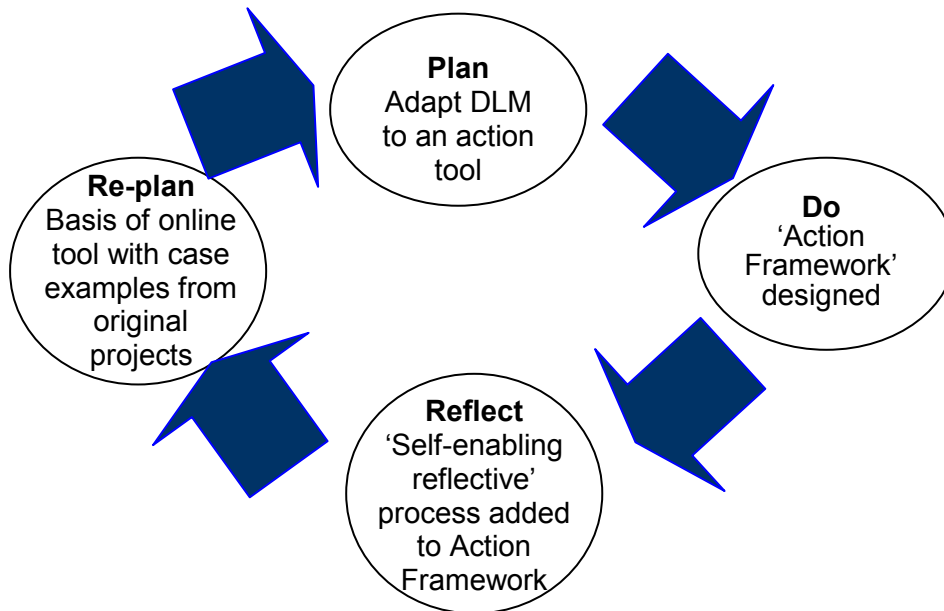 Plan
Adapt DLM
to an action
tool
Do
‘Action
Framework’
designed
Reflect
‘Self-enabling
reflective’
process added
to Action
Framework
Re-plan
Basis of online
tool with case
examples from
original
projects